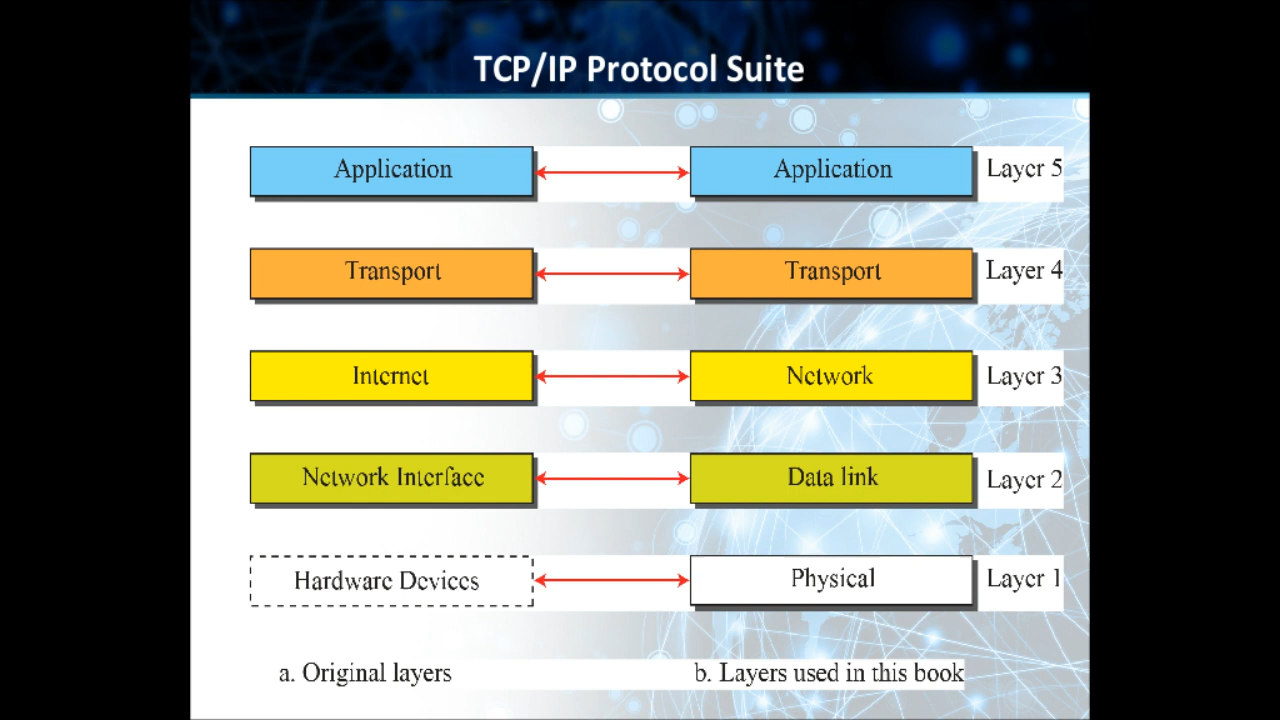 TCP/IP Protocol Suite
Application Application Layer 5
Transport Transport Layer 4
Internet Network Layer 3
Network Interface Data link Layer 2
Hardware Devices Physical Layer 1
a. Original layers b. Layers used in this book